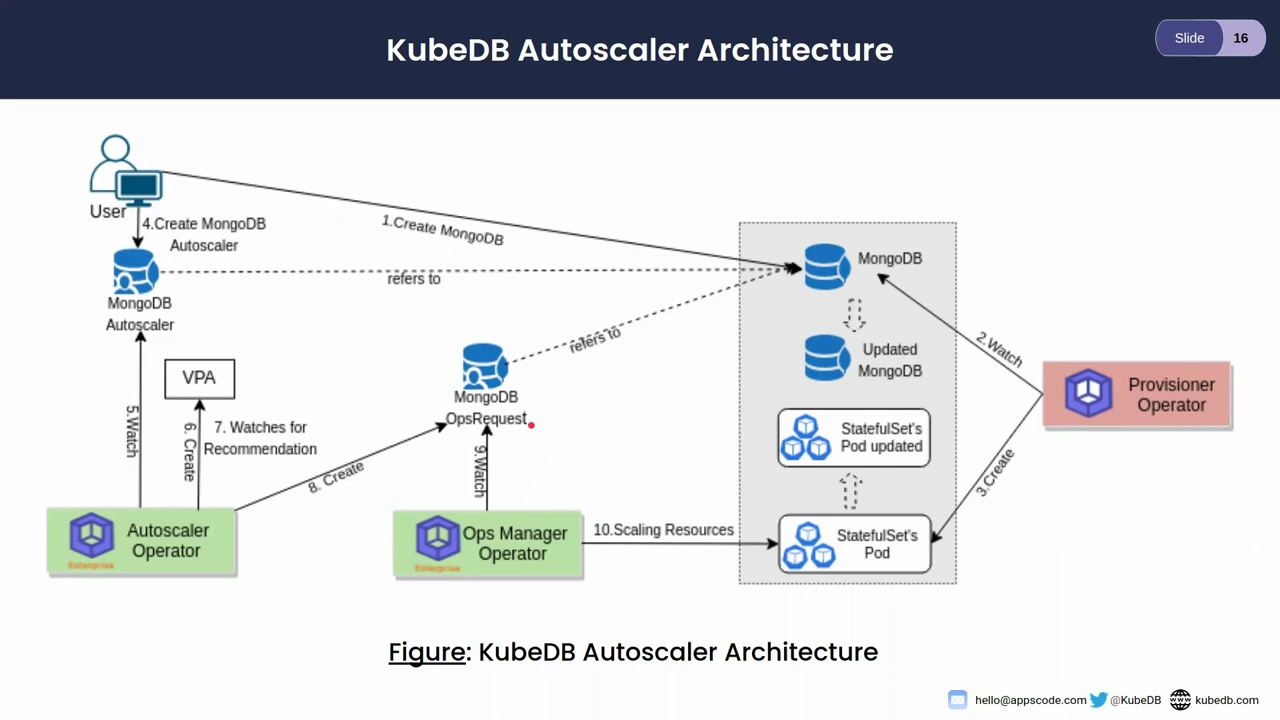 KubeDB Autoscaler Architecture
Slide 16
User
4.Create MongoDB
Autoscaler
1.Create MongoDB
MongoDB
refers to
MongoDB
Autoscaler
refers to
Updated
MongoDB
2.Watch
Provisioner
Operator
VPA
MongoDB
OpsRequest
5.Watch
6. Create
7. Watches for
Recommendation
StatefulSet's
Pod updated
8. Create
9.Watch
3.Create
Autoscaler
Operator
Enterprise
Ops Manager
Operator
Enterprise
10.Scaling Resources
StatefulSet's
Pod
Figure: KubeDB Autoscaler Architecture
hello@appscode.com @KubeDB kubedb.com